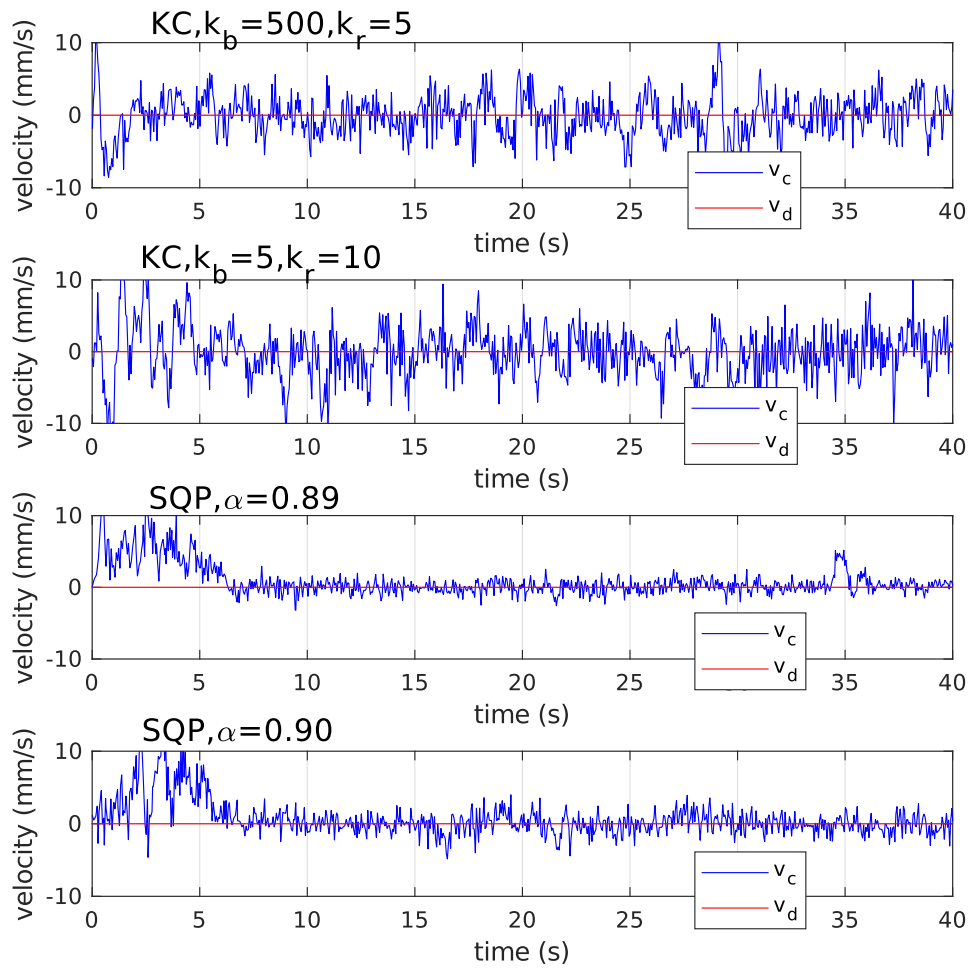 KC,k_b=500,k_r=5
velocity (mm/s)
10
0
-10
0 5 10 15 20 25 35 40
time (s)
v_c
v_d
KC,k_b=5,k_r=10
velocity (mm/s)
10
0
-10
0 5 10 15 20 25 35 40
time (s)
v_c
v_d
SQP,α=0.89
velocity (mm/s)
10
0
-10
0 5 10 15 20 25 35 40
time (s)
v_c
v_d
SQP,α=0.90
velocity (mm/s)
10
0
-10
0 5 10 15 20 25 35 40
time (s)
v_c
v_d